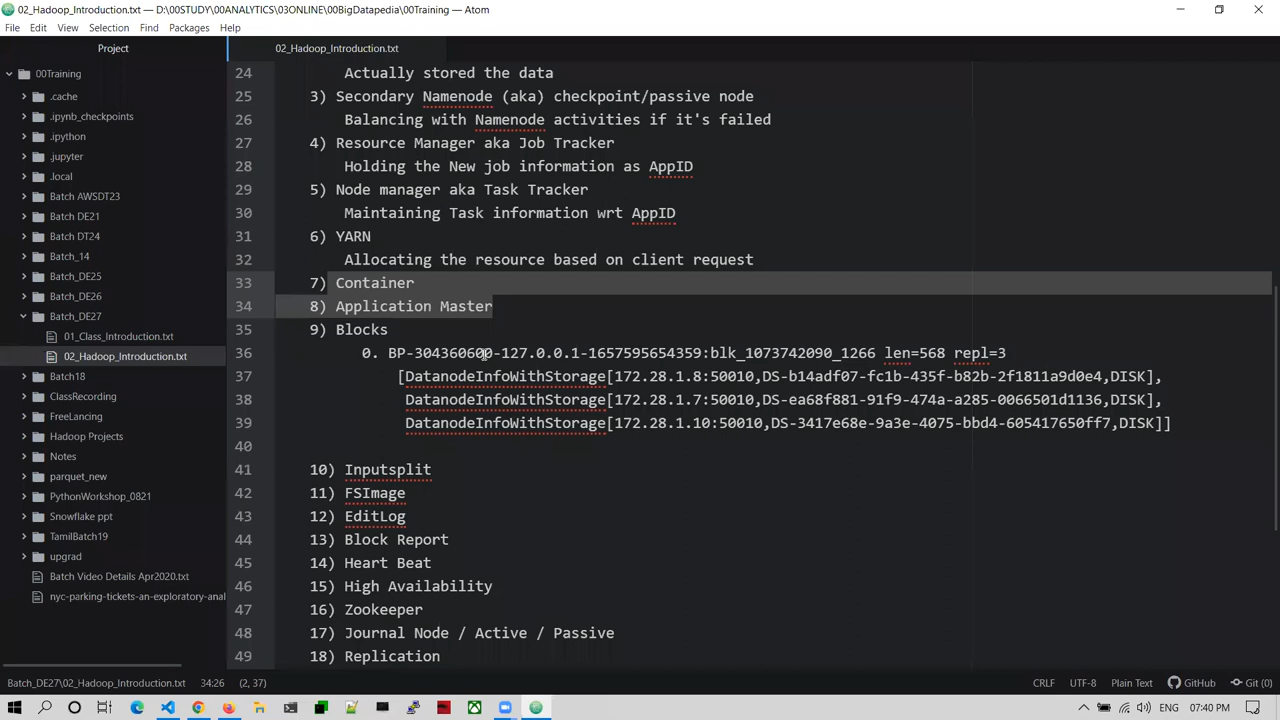 02_Hadoop_Introduction.txt — D:\00STUDY\00ANALYTICS\03ONLINE\00BigDatapedia\00Training — Atom
File Edit View Selection Find Packages Help
Project
00Training
.cache
.ipynb_checkpoints
.ipython
.jupyter
.local
Batch AWSDT23
Batch DE21
Batch DT24
Batch_14
Batch_DE25
Batch_DE26
Batch_DE27
01_Class_Introduction.txt
02_Hadoop_Introduction.txt
Batch18
ClassRecording
FreeLancing
Hadoop Projects
Notes
parquet_new
PythonWorkshop_0821
Snowflake ppt
TamilBatch19
upgrad
Batch Video Details Apr2020.txt
nyc-parking-tickets-an-exploratory-anal
02_Hadoop_Introduction.txt
24 Actually stored the data
25 3) Secondary Namenode (aka) checkpoint/passive node
26 Balancing with Namenode activities if it's failed
27 4) Resource Manager aka Job Tracker
28 Holding the New job information as AppID
29 5) Node manager aka Task Tracker
30 Maintaining Task information wrt AppID
31 6) YARN
32 Allocating the resource based on client request
33 7) Container
34 8) Application Master
35 9) Blocks
36 0. BP-304360600-127.0.0.1-1657595654359:blk_1073742090_1266 len=568 repl=3
37 [DatanodeInfoWithStorage[172.28.1.8:50010,DS-b14adf07-fc1b-435f-b82b-2f1811a9d0e4,DISK],
38 DatanodeInfoWithStorage[172.28.1.7:50010,DS-ea68f881-91f9-474a-a285-0066501d1136,DISK],
39 DatanodeInfoWithStorage[172.28.1.10:50010,DS-3417e68e-9a3e-4075-bbd4-605417650ff7,DISK]]
40
41 10) Inputsplit
42 11) FSImage
43 12) EditLog
44 13) Block Report
45 14) Heart Beat
46 15) High Availability
47 16) Zookeeper
48 17) Journal Node / Active / Passive
49 18) Replication
Batch_DE27\02_Hadoop_Introduction.txt 34:26 (2, 37) CRLF UTF-8 Plain Text GitHub Git (0)
ENG 07:40 PM